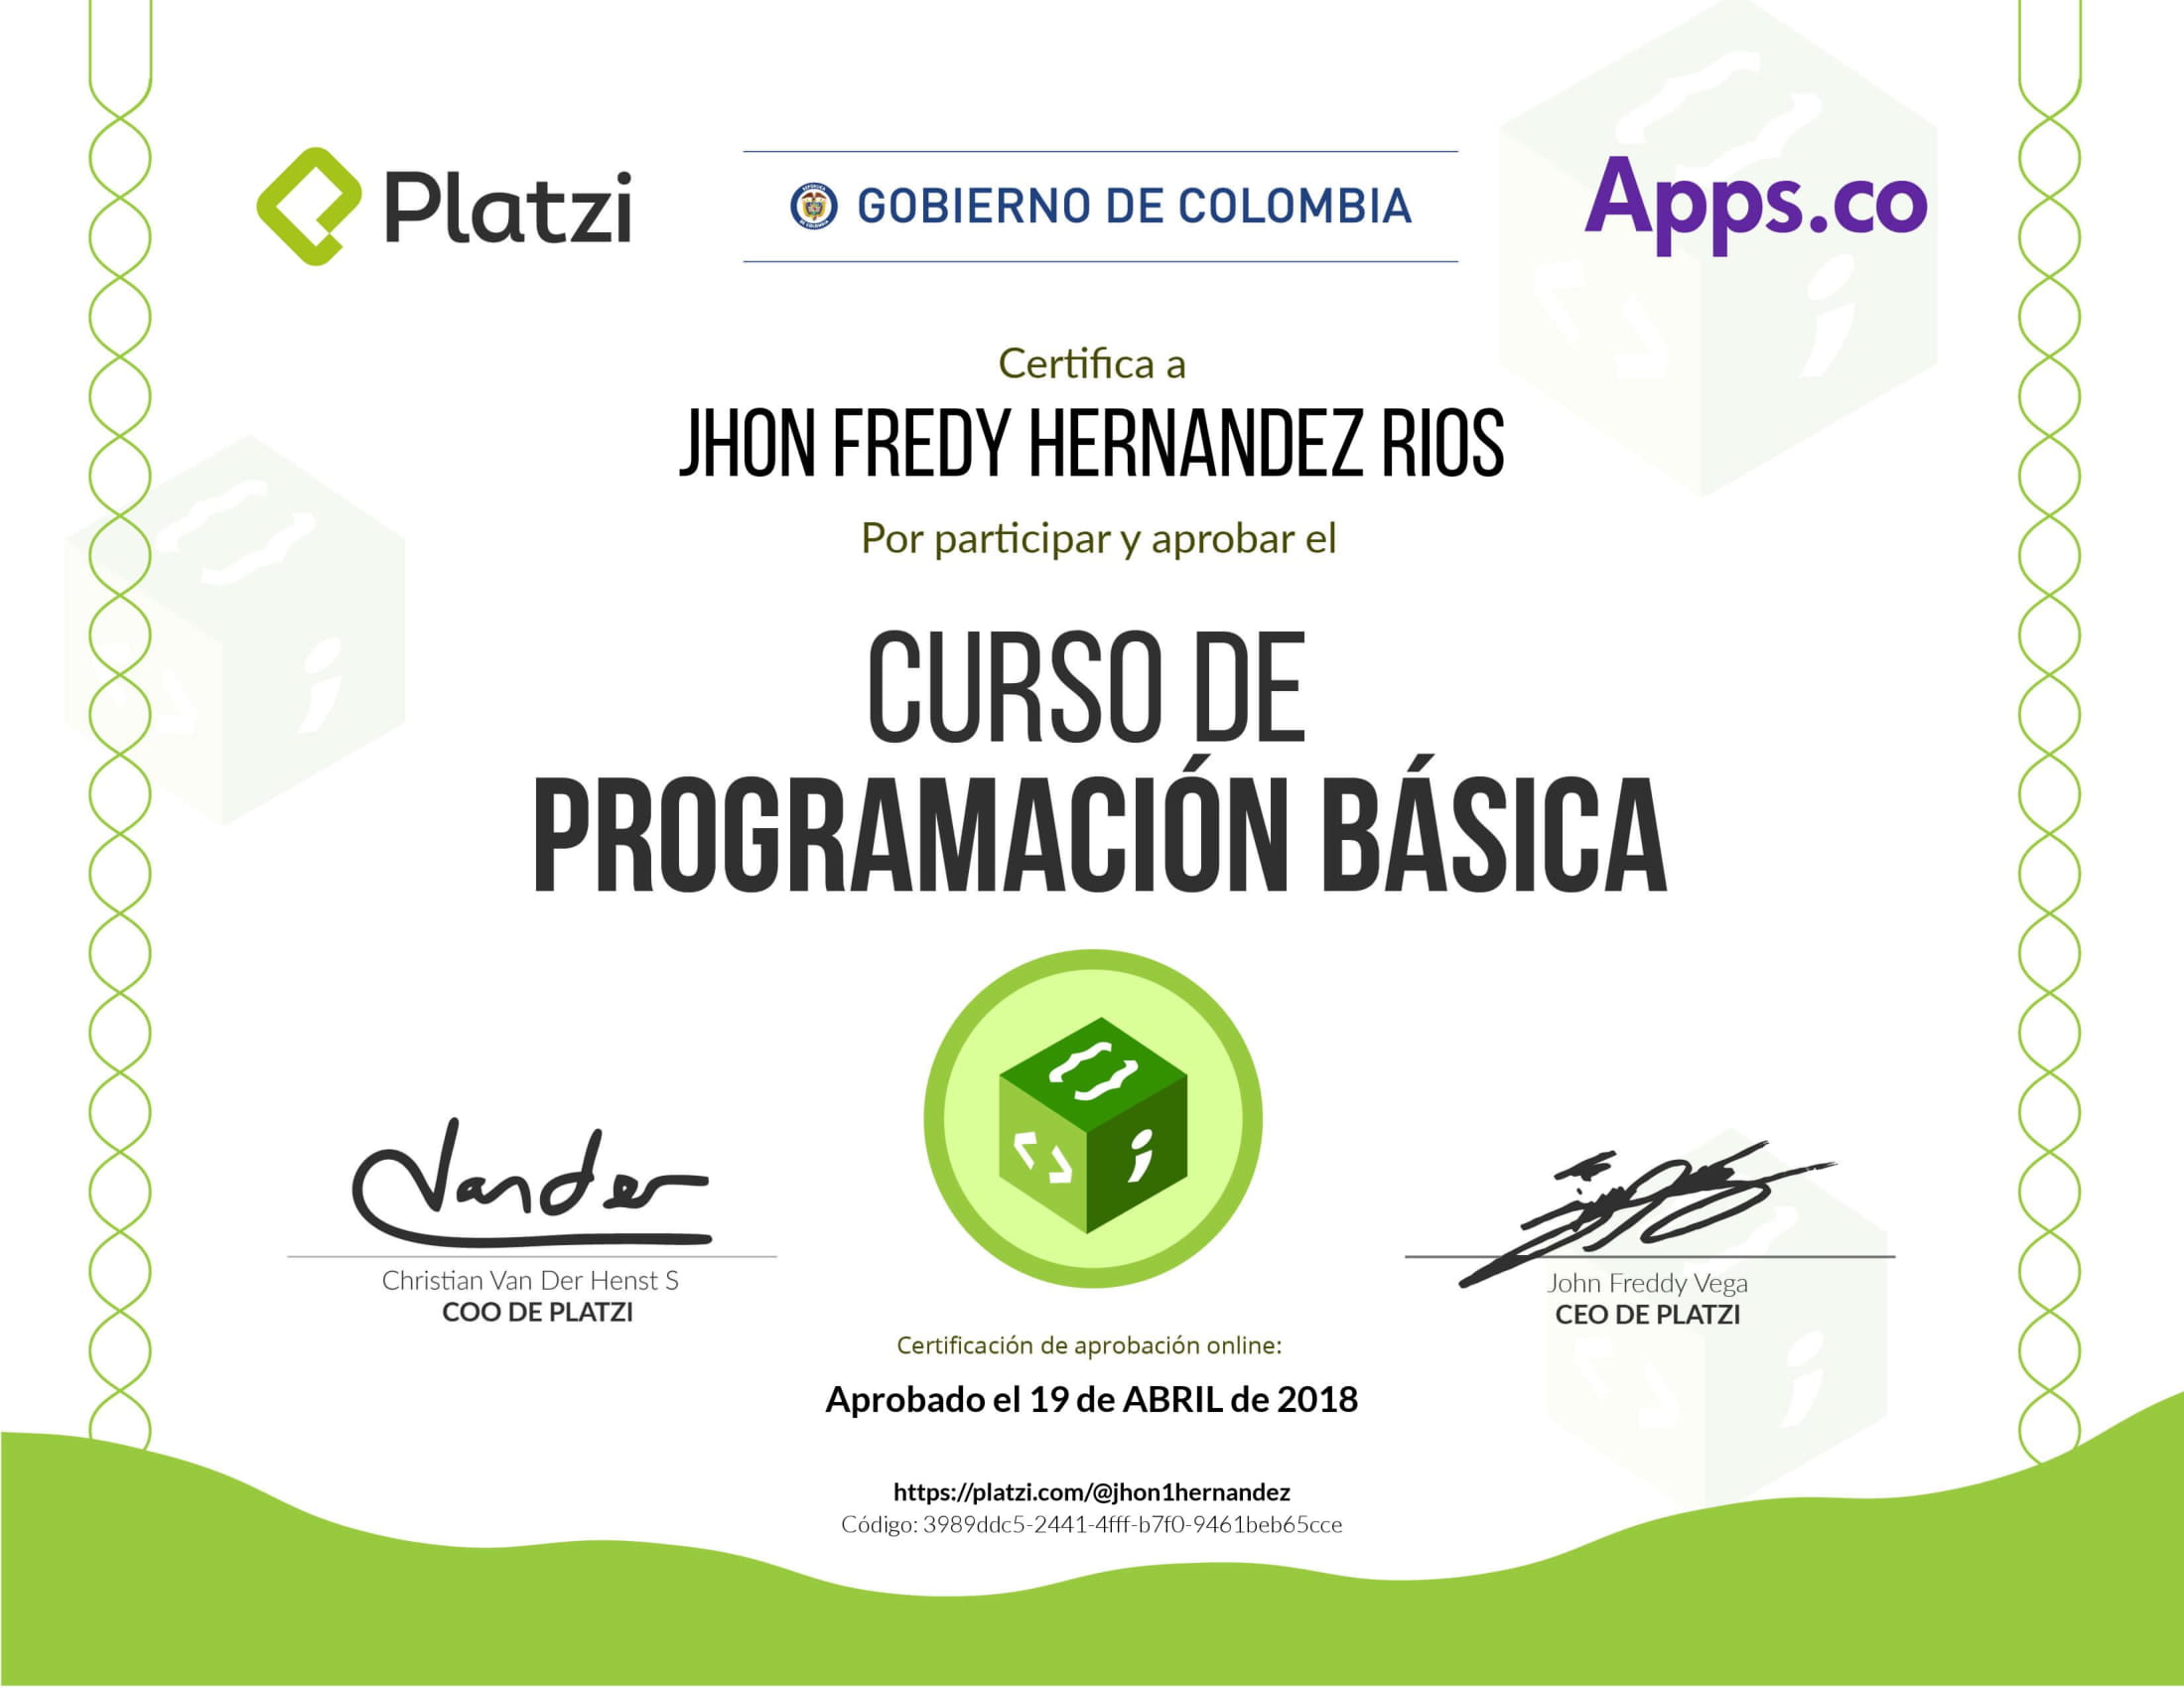 Platzi
GOBIERNO DE COLOMBIA
Apps.co
Certifica a
JHON FREDY HERNANDEZ RIOS
Por participar y aprobar el
CURSO DE
PROGRAMACIÓN BÁSICA
Vander
Christian Van Der Henst S
COO DE PLATZI
John Freddy Vega
CEO DE PLATZI
Certificación de aprobación online:
Aprobado el 19 de ABRIL de 2018
https://platzi.com/@jhon1hernandez
Código: 3989ddc5-2441-4fff-b7f0-9461beb65cce